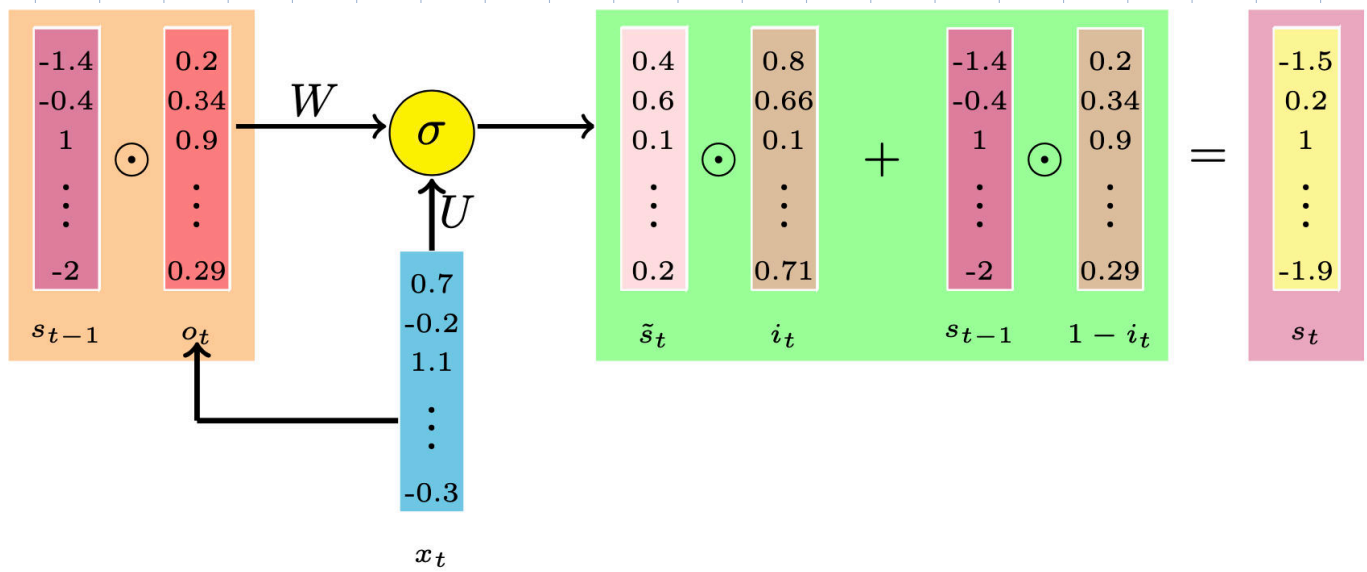 -1.4 0.2 0.4 0.8 -1.4 0.2 -1.5
-0.4 0.34 W σ 0.6 0.66 -0.4 0.34 0.2
1 ⊙ 0.9 0.1 ⊙ 0.1 + 1 ⊙ 0.9 = 1
⋮ ⋮ U ⋮ ⋮ ⋮ ⋮ ⋮
-2 0.29 0.2 0.71 -2 0.29 -1.9
s_{t−1} o_t s̃_t i_t s_{t−1} 1 − i_t s_t
0.7
-0.2
1.1
⋮
-0.3
x_t